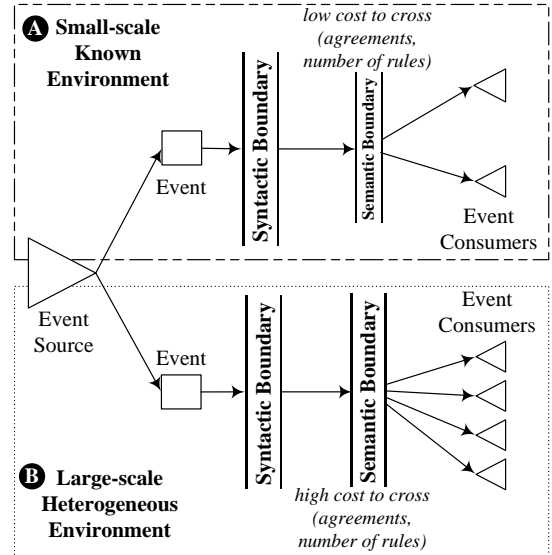 A Small-scale
Known
Environment
low cost to cross
(agreements,
number of rules)
Syntactic Boundary
Semantic Boundary
Event
Event
Consumers
Event
Source
Event
Consumers
Event
Syntactic Boundary
Semantic Boundary
B Large-scale
Heterogeneous
Environment
high cost to cross
(agreements,
number of rules)